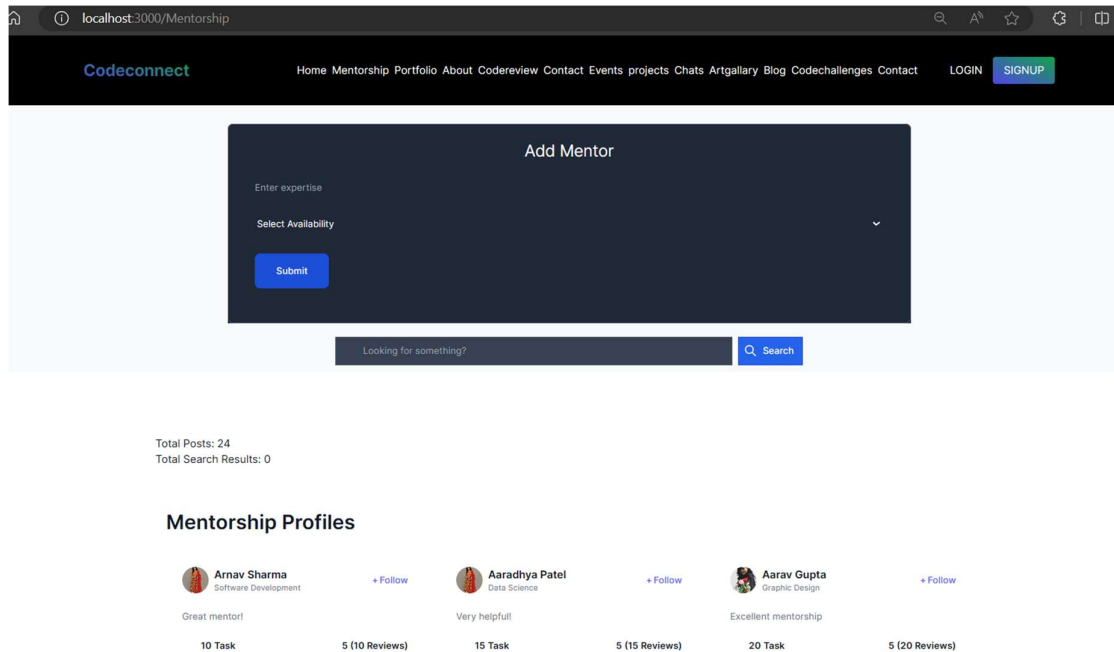 localhost:3000/Mentorship
Codeconnect
Home Mentorship Portfolio About Codereview Contact Events projects Chats Artgallary Blog Codechallenges Contact
LOGIN SIGNUP
Add Mentor
Enter expertise
Select Availability
Submit
Looking for something?
Search
Total Posts: 24
Total Search Results: 0
Mentorship Profiles
Arnav Sharma
Software Development
+ Follow
Great mentor!
10 Task 5 (10 Reviews)
Aaradhya Patel
Data Science
+ Follow
Very helpful!
15 Task 5 (15 Reviews)
Aarav Gupta
Graphic Design
+ Follow
Excellent mentorship
20 Task 5 (20 Reviews)